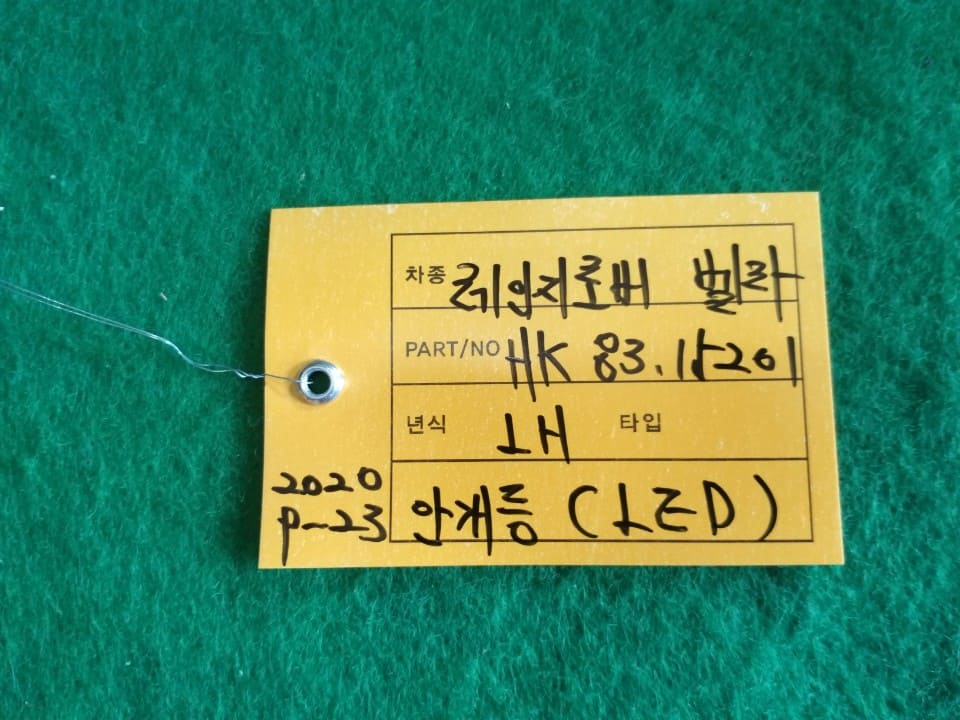 차종 레인지로버 벨라
PART/NO HK 83.15201
년식 LH 타입
안개등 (LED)
2020
P-23